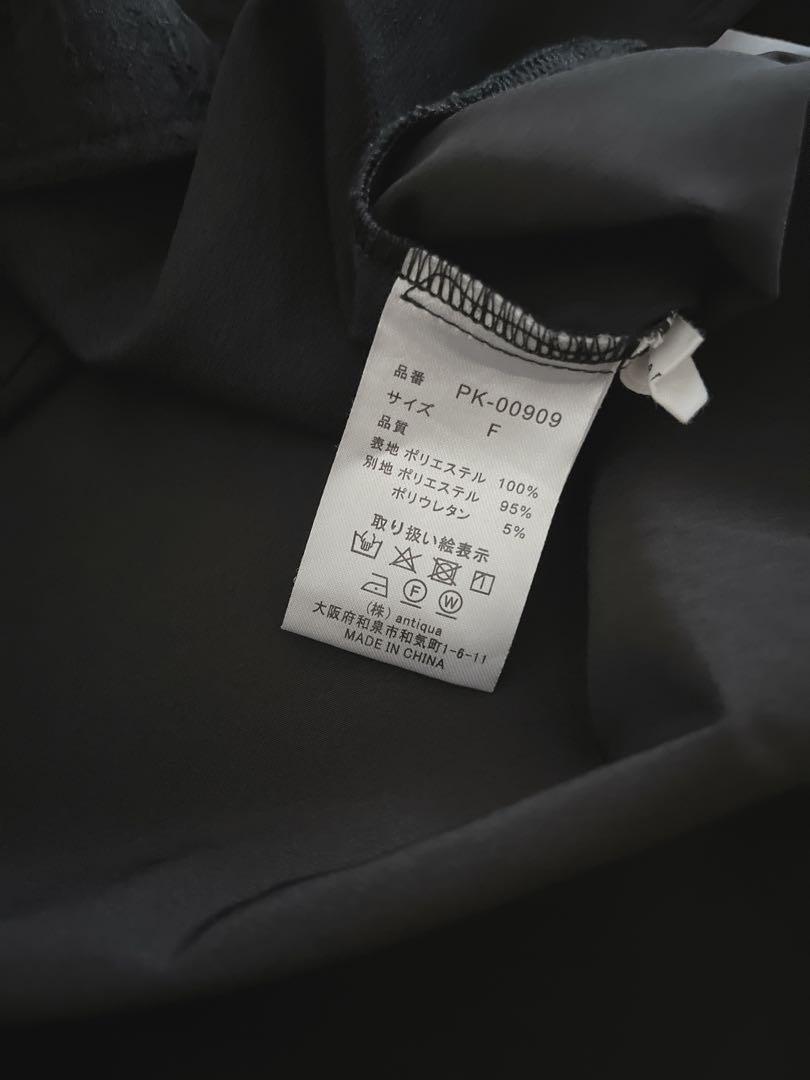 品番 PK-00909
サイズ F
品質
表地 ポリエステル 100%
別地 ポリエステル 95%
ポリウレタン 5%
取り扱い絵表示
F W
(株) antiqua
大阪府和泉市和気町1-6-11
MADE IN CHINA